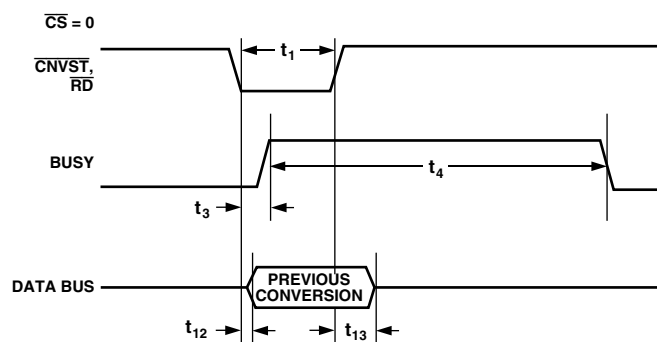 CS = 0
CNVST,
RD
t1
BUSY
t4
t3
DATA BUS
PREVIOUS
CONVERSION
t12
t13